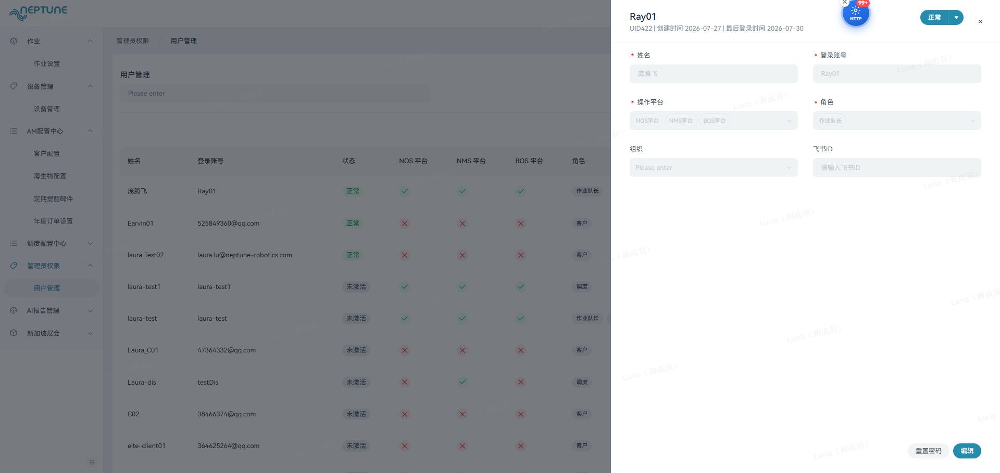 NEPTUNE
作业
作业设置
设备管理
设备管理
AM配置中心
客户配置
海生物配置
定期提醒邮件
年度订单设置
调度配置中心
管理员权限
用户管理
AI报告管理
新加坡展会
管理员权限 / 用户管理
用户管理
Please enter
姓名 登录账号 状态 NOS 平台 NMS 平台 BOS 平台 角色
庞腾飞 Ray01 正常 作业队长
Earvin01 525849360@qq.com 正常 客户
laura_Test02 laura.lu@neptune-robotics.com 正常 客户
laura-test1 laura-test1 未激活 调度
laura-test laura-test 未激活 作业队长
Laura_C01 47364332@qq.com 未激活 客户
Laura-dis testDis 未激活 调度
C02 38466374@qq.com 未激活 客户
elte-client01 364625264@qq.com 未激活 客户
Ray01
UID422 | 创建时间 2026-07-27 | 最后登录时间 2026-07-30
99+
HTTP
正常
* 姓名
庞腾飞
* 登录账号
Ray01
* 操作平台
NOS平台 NMS平台 BOS平台
* 角色
作业队长
组织
Please enter
飞书ID
请输入飞书ID
重置密码 编辑